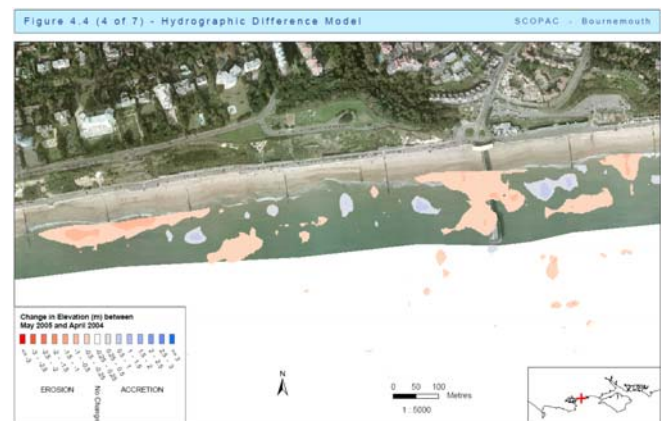 Figure 4.4 (4 of 7) - Hydrographic Difference Model
SCOPAC - Bournemouth
Change in Elevation (m) between
May 2005 and April 2004
EROSION
No Change
ACCRETION
N
0 50 100
Metres
1 : 5000